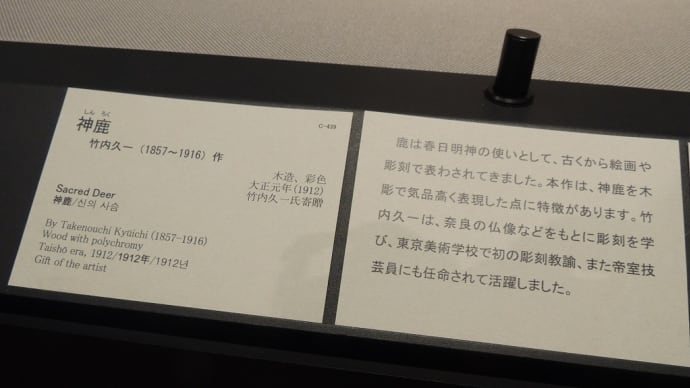 しん ろく
神鹿
C-439
竹内久一（1857～1916）作
木造、彩色
大正元年（1912）
竹内久一氏寄贈
Sacred Deer
神鹿/신의 사슴
By Takenouchi Kyūichi (1857-1916)
Wood with polychromy
Taishō era, 1912/1912年/1912년
Gift of the artist
鹿は春日明神の使いとして、古くから絵画や
彫刻で表わされてきました。本作は、神鹿を木
彫で気品高く表現した点に特徴があります。竹
内久一は、奈良の仏像などをもとに彫刻を学
び、東京美術学校で初の彫刻教諭、また帝室技
芸員にも任命されて活躍しました。